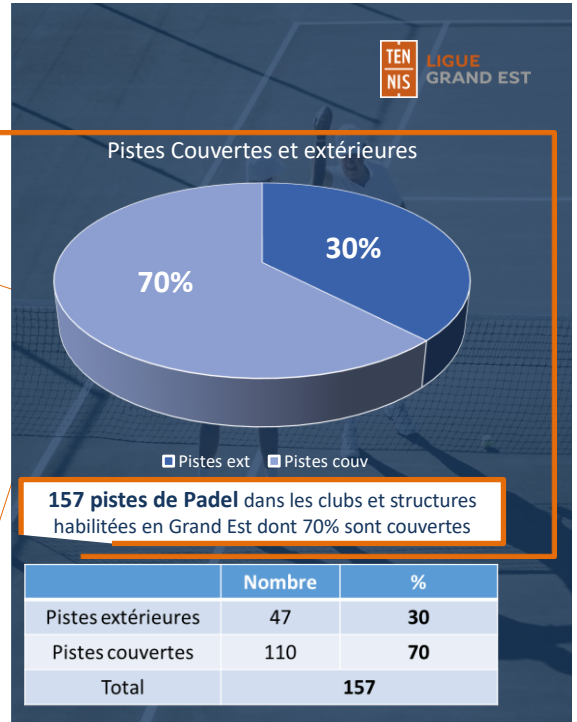 TEN
NIS
LIGUE
GRAND EST
Pistes Couvertes et extérieures
30%
70%
Pistes ext Pistes couv
157 pistes de Padel dans les clubs et structures
habilitées en Grand Est dont 70% sont couvertes
Nombre %
Pistes extérieures 47 30
Pistes couvertes 110 70
Total 157